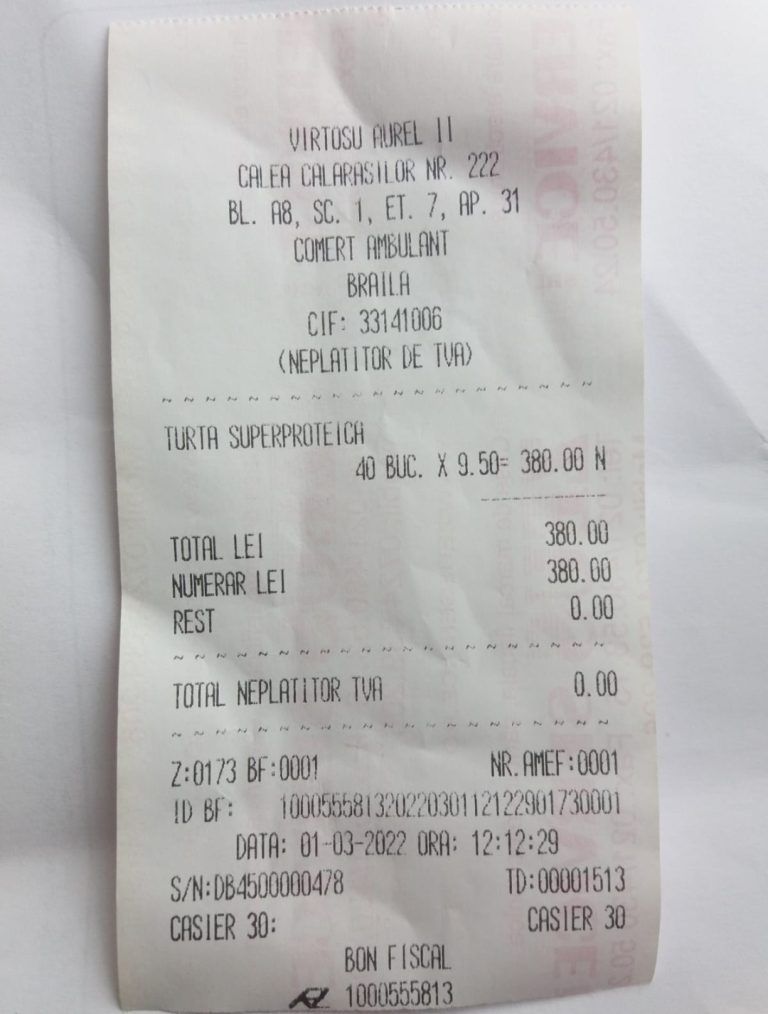 VIRTOSU AUREL II
CALEA CALARASILOR NR. 222
BL. A8, SC. 1, ET. 7, AP. 31
COMERT AMBULANT
BRAILA
CIF: 33141006
(NEPLATITOR DE TVA)
~ ~ ~ ~ ~ ~ ~ ~ ~ ~ ~ ~ ~ ~ ~ ~ ~ ~ ~ ~ ~
TURTA SUPERPROTEICA
40 BUC. X 9.50= 380.00 N
------------
TOTAL LEI 380.00
NUMERAR LEI 380.00
REST 0.00
~ ~ ~ ~ ~ ~ ~ ~ ~ ~ ~ ~ ~ ~ ~ ~ ~ ~ ~ ~ ~
TOTAL NEPLATITOR TVA 0.00
~ ~ ~ ~ ~ ~ ~ ~ ~ ~ ~ ~ ~ ~ ~ ~ ~ ~ ~ ~ ~
Z:0173 BF:0001 NR.AMEF:0001
ID BF: 10005558132022030112122901730001
DATA: 01-03-2022 ORA: 12:12:29
S/N:DB4500000478 TD:00001513
CASIER 30: CASIER 30
BON FISCAL
1000555813